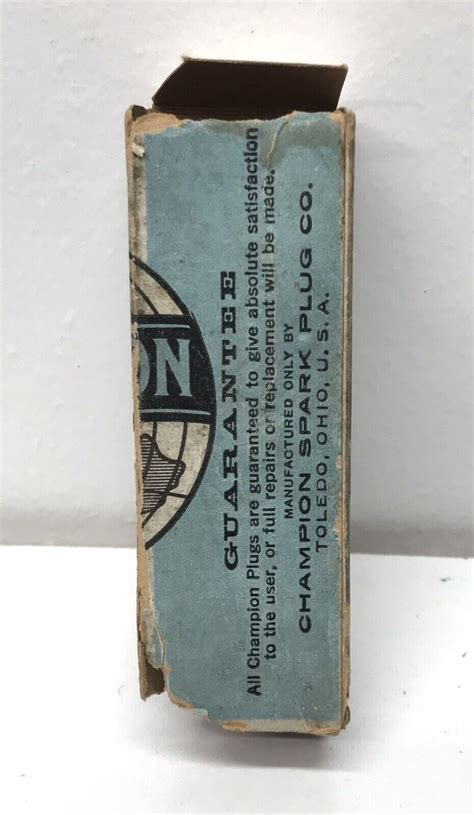 ON
GUARANTEE
All Champion Plugs are guaranteed to give absolute satisfaction
to the user, or full repairs or replacement will be made.
MANUFACTURED ONLY BY
CHAMPION SPARK PLUG CO.
TOLEDO, OHIO, U.S.A.